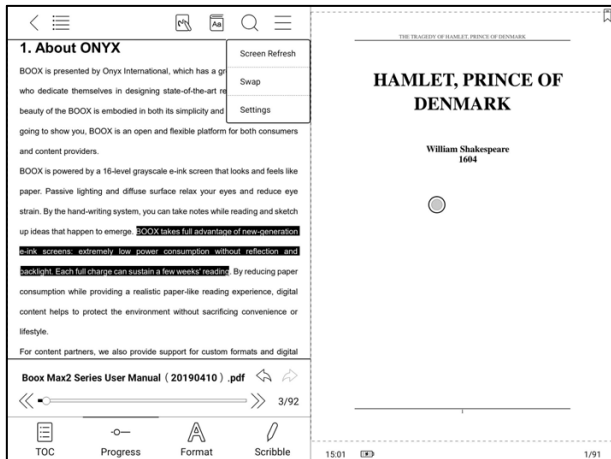 Aa
1. About ONYX
BOOX is presented by Onyx International, which has a gr
who dedicate themselves in designing state-of-the-art re
beauty of the BOOX is embodied in both its simplicity and
going to show you, BOOX is an open and flexible platform for both consumers
and content providers.
BOOX is powered by a 16-level grayscale e-ink screen that looks and feels like
paper. Passive lighting and diffuse surface relax your eyes and reduce eye
strain. By the hand-writing system, you can take notes while reading and sketch
up ideas that happen to emerge. BOOX takes full advantage of new-generation
e-ink screens: extremely low power consumption without reflection and
backlight. Each full charge can sustain a few weeks' reading. By reducing paper
consumption while providing a realistic paper-like reading experience, digital
content helps to protect the environment without sacrificing convenience or
lifestyle.
For content partners, we also provide support for custom formats and digital
Screen Refresh
Swap
Settings
Boox Max2 Series User Manual（20190410）.pdf
3/92
TOC
Progress
Format
Scribble
THE TRAGEDY OF HAMLET, PRINCE OF DENMARK
HAMLET, PRINCE OF
DENMARK
William Shakespeare
1604
1
15:01
1/91